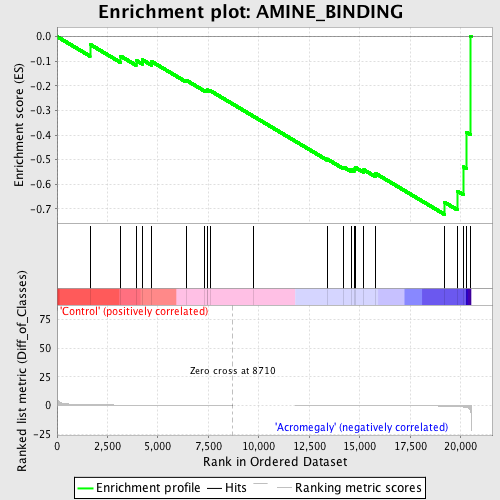 Enrichment plot: AMINE_BINDING
Enrichment score (ES)
0.0
-0.1
-0.2
-0.3
-0.4
-0.5
-0.6
-0.7
'Control' (positively correlated)
Ranked list metric (Diff_of_Classes)
75
50
25
0
-25
Zero cross at 8710
'Acromegaly' (negatively correlated)
0 2,500 5,000 7,500 10,000 12,500 15,000 17,500 20,000
Rank in Ordered Dataset
Enrichment profile Hits Ranking metric scores